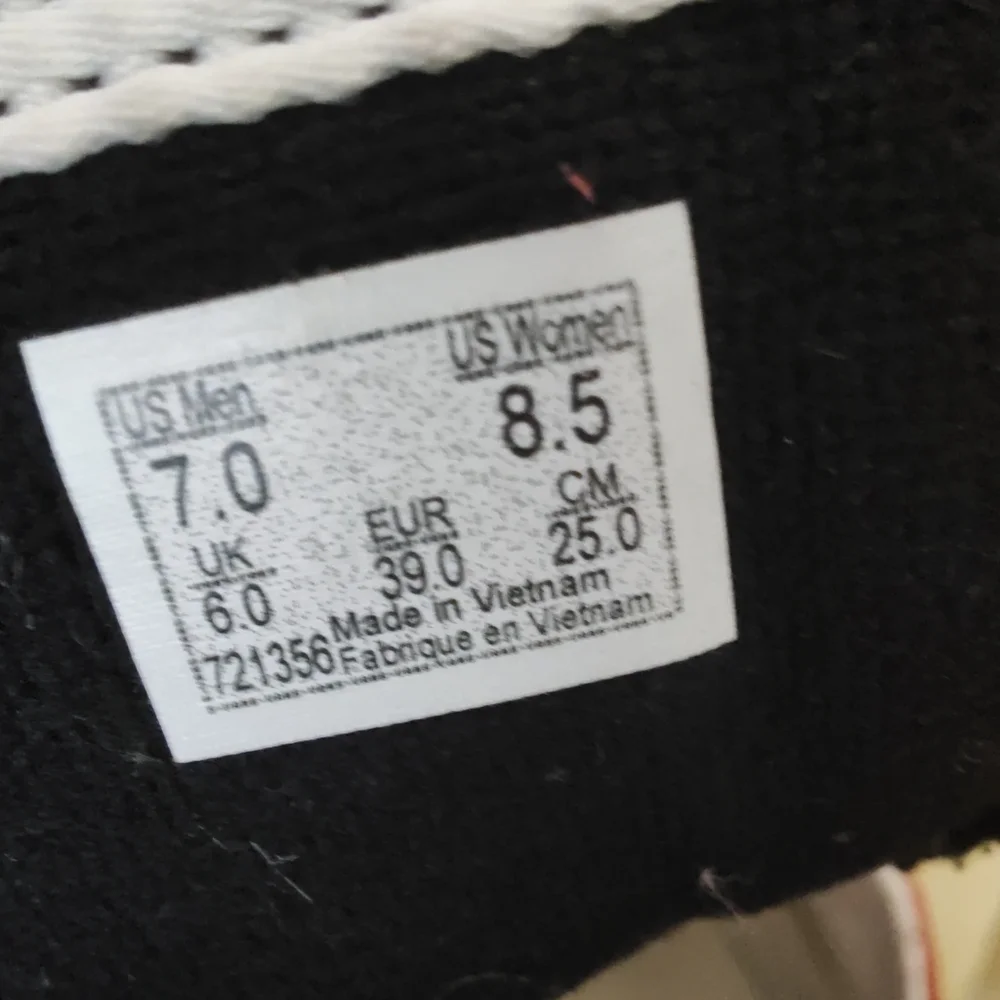 US Men US Women
7.0 8.5
UK EUR CM
6.0 39.0 25.0
Made in Vietnam
721356 Fabrique en Vietnam